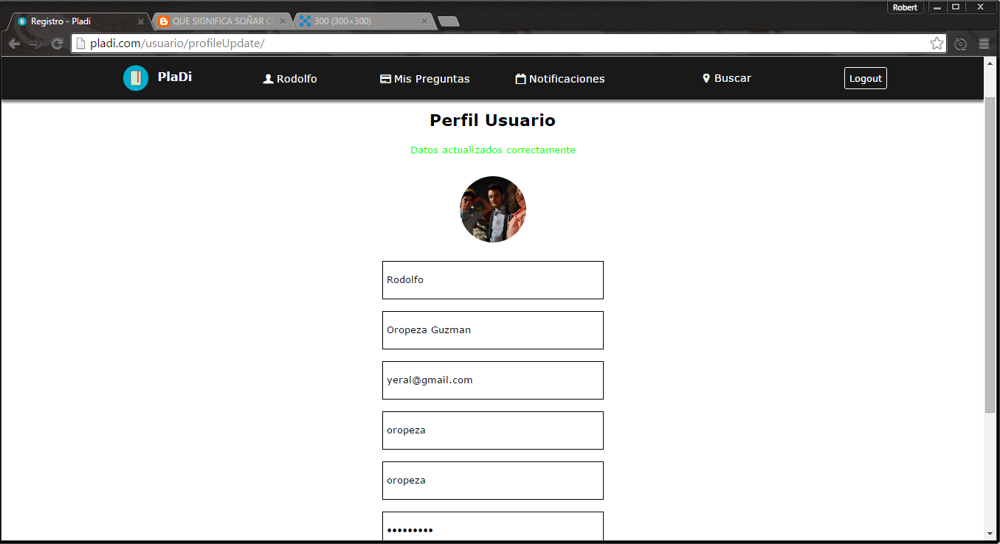 Robert
Registro - Pladi
QUE SIGNIFICA SOÑAR C
300 (300×300)
pladi.com/usuario/profileUpdate/
PlaDi
Rodolfo
Mis Preguntas
Notificaciones
Buscar
Logout
Perfil Usuario
Datos actualizados correctamente
Rodolfo
Oropeza Guzman
yeral@gmail.com
oropeza
oropeza
•••••••••